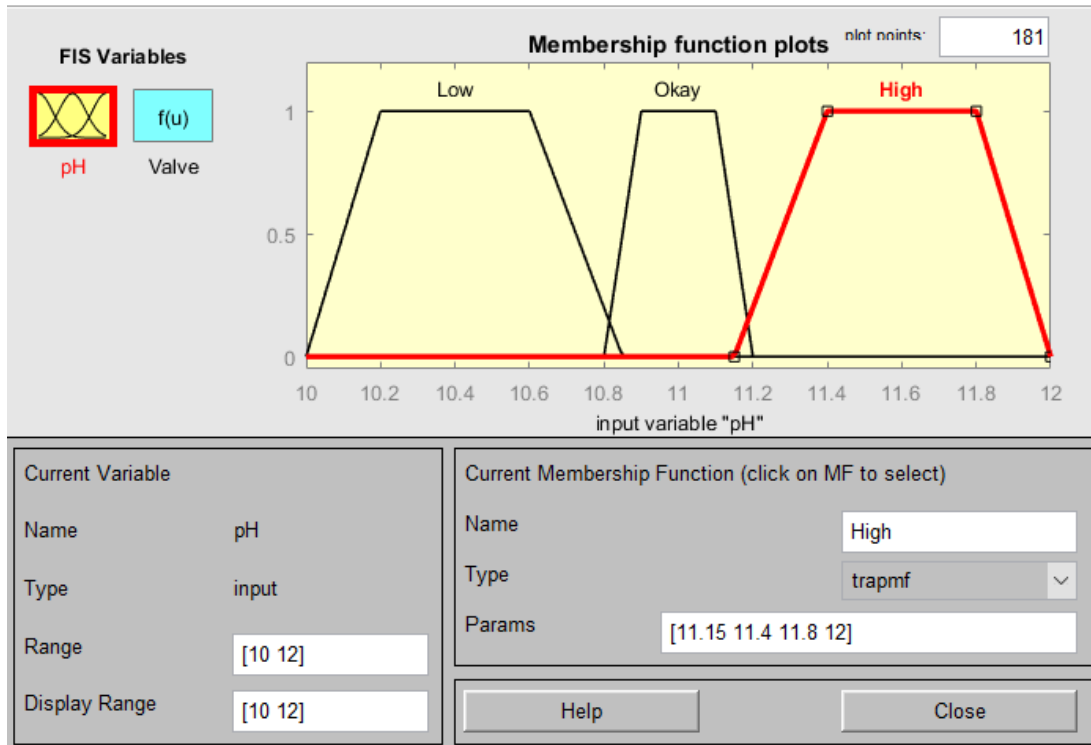 FIS Variables
f(u)
pH
Valve
Membership function plots
plot points:
181
Low
Okay
High
1
0.5
0
10
10.2
10.4
10.6
10.8
11
11.2
11.4
11.6
11.8
12
input variable "pH"
Current Variable
Name
pH
Type
input
Range
[10 12]
Display Range
[10 12]
Current Membership Function (click on MF to select)
Name
High
Type
trapmf
Params
[11.15 11.4 11.8 12]
Help
Close